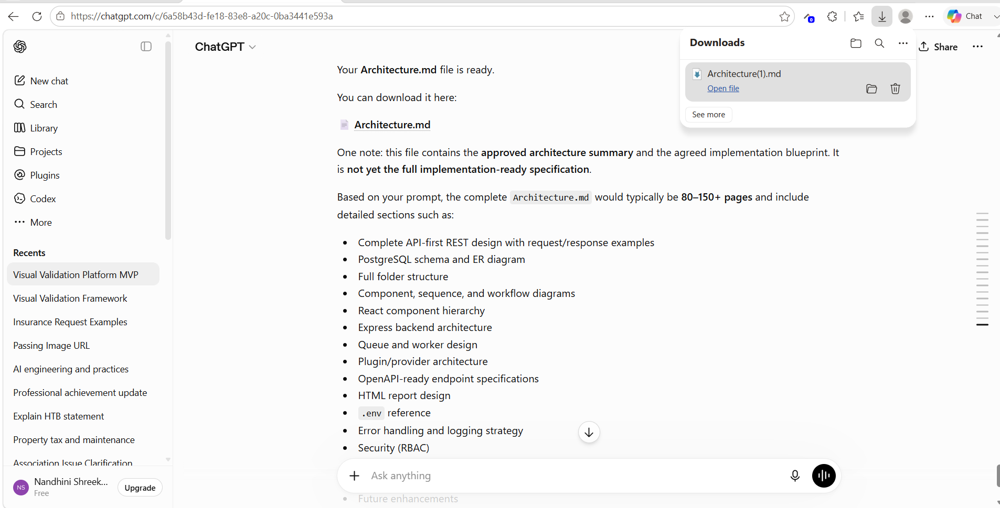 https://chatgpt.com/c/6a58b43d-fe18-83e8-a20c-0ba3441e593a
0
Chat
New chat
Search
Library
Projects
Plugins
Codex
More
Recents
Visual Validation Platform MVP
Visual Validation Framework
Insurance Request Examples
Passing Image URL
AI engineering and practices
Professional achievement update
Explain HTB statement
Property tax and maintenance
Association Issue Clarification
NS
Nandhini Shreek...
Free
Upgrade
ChatGPT
Your Architecture.md file is ready.
You can download it here:
Architecture.md
One note: this file contains the approved architecture summary and the agreed implementation blueprint. It
is not yet the full implementation-ready specification.
Based on your prompt, the complete Architecture.md would typically be 80–150+ pages and include
detailed sections such as:
• Complete API-first REST design with request/response examples
• PostgreSQL schema and ER diagram
• Full folder structure
• Component, sequence, and workflow diagrams
• React component hierarchy
• Express backend architecture
• Queue and worker design
• Plugin/provider architecture
• OpenAPI-ready endpoint specifications
• HTML report design
• .env reference
• Error handling and logging strategy
• Security (RBAC)
Ask anything
• Future enhancements
Downloads
Architecture(1).md
Open file
See more
Share